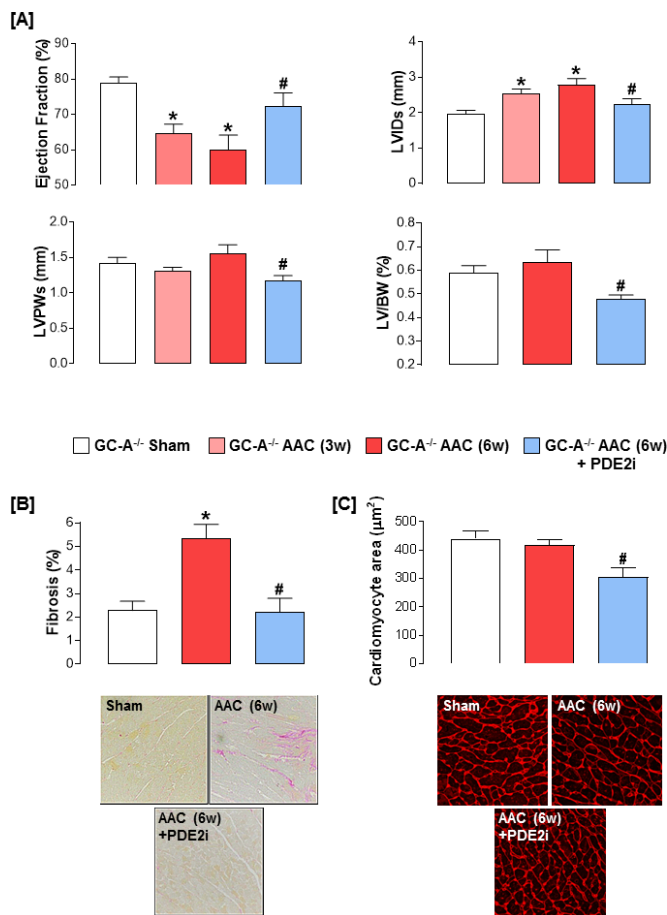 [A]
Ejection Fraction (%)
90
80
70
60
50
*
*
#
LVIDs (mm)
4
3
2
1
0
*
*
#
LVPWs (mm)
2.0
1.5
1.0
0.5
0.0
#
LV/BW (%)
0.8
0.7
0.6
0.5
0.4
0.3
0.2
#
GC-A-/- Sham
GC-A-/- AAC (3w)
GC-A-/- AAC (6w)
GC-A-/- AAC (6w)
+ PDE2i
[B]
Fibrosis (%)
6
5
4
3
2
1
0
*
#
Sham
AAC (6w)
AAC (6w)
+PDE2i
[C]
Cardiomyocyte area (μm2)
500
400
300
200
100
0
#
Sham
AAC (6w)
AAC (6w)
+PDE2i